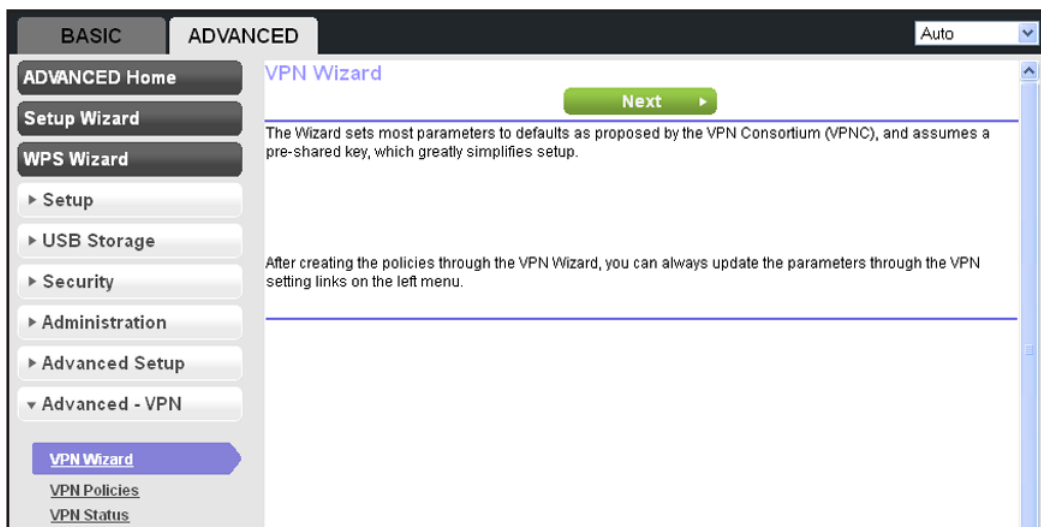 BASIC
ADVANCED
Auto
ADVANCED Home
Setup Wizard
WPS Wizard
Setup
USB Storage
Security
Administration
Advanced Setup
Advanced - VPN
VPN Wizard
VPN Policies
VPN Status
VPN Wizard
Next
The Wizard sets most parameters to defaults as proposed by the VPN Consortium (VPNC), and assumes a
pre-shared key, which greatly simplifies setup.
After creating the policies through the VPN Wizard, you can always update the parameters through the VPN
setting links on the left menu.